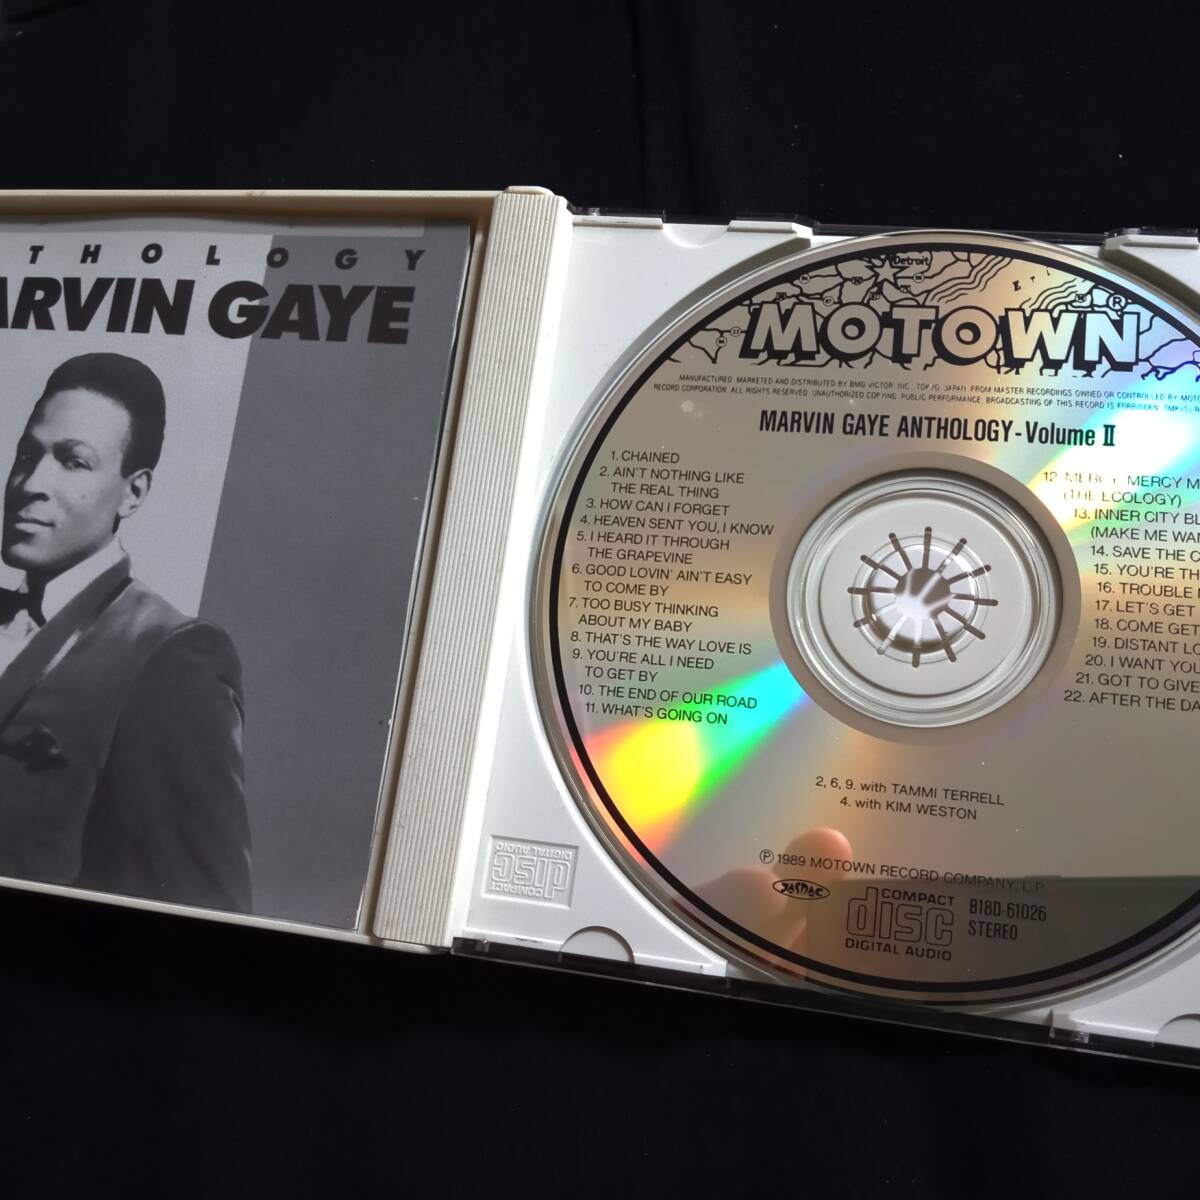 THOLOGY
ARVIN GAYE
Detroit
MOTOWN
MANUFACTURED, MARKETED AND DISTRIBUTED BY BMG VICTOR INC. TOKYO, JAPAN FROM MASTER RECORDINGS OWNED OR CONTROLLED BY MOTO
RECORD CORPORATION. ALL RIGHTS RESERVED. UNAUTHORIZED COPYING, PUBLIC PERFORMANCE, BROADCASTING OF THIS RECORD IS FORBIDDEN.
MARVIN GAYE ANTHOLOGY-Volume II
1. CHAINED
2. AIN'T NOTHING LIKE
THE REAL THING
3. HOW CAN I FORGET
4. HEAVEN SENT YOU, I KNOW
5. I HEARD IT THROUGH
THE GRAPEVINE
6. GOOD LOVIN' AIN'T EASY
TO COME BY
7. TOO BUSY THINKING
ABOUT MY BABY
8. THAT'S THE WAY LOVE IS
9. YOU'RE ALL I NEED
TO GET BY
10. THE END OF OUR ROAD
11. WHAT'S GOING ON
12. MERCY, MERCY M
(THE ECOLOGY)
13. INNER CITY BL
(MAKE ME WAN
14. SAVE THE C
15. YOU'RE TH
16. TROUBLE
17. LET'S GET
18. COME GET
19. DISTANT LO
20. I WANT YOU
21. GOT TO GIVE
22. AFTER THE DA
2, 6, 9. with TAMMI TERRELL
4. with KIM WESTON
Ⓟ 1989 MOTOWN RECORD COMPANY, L.P.
JASRAC
COMPACT
disc
DIGITAL AUDIO
B18D-61026
STEREO
COMPACT
disc
DIGITAL AUDIO